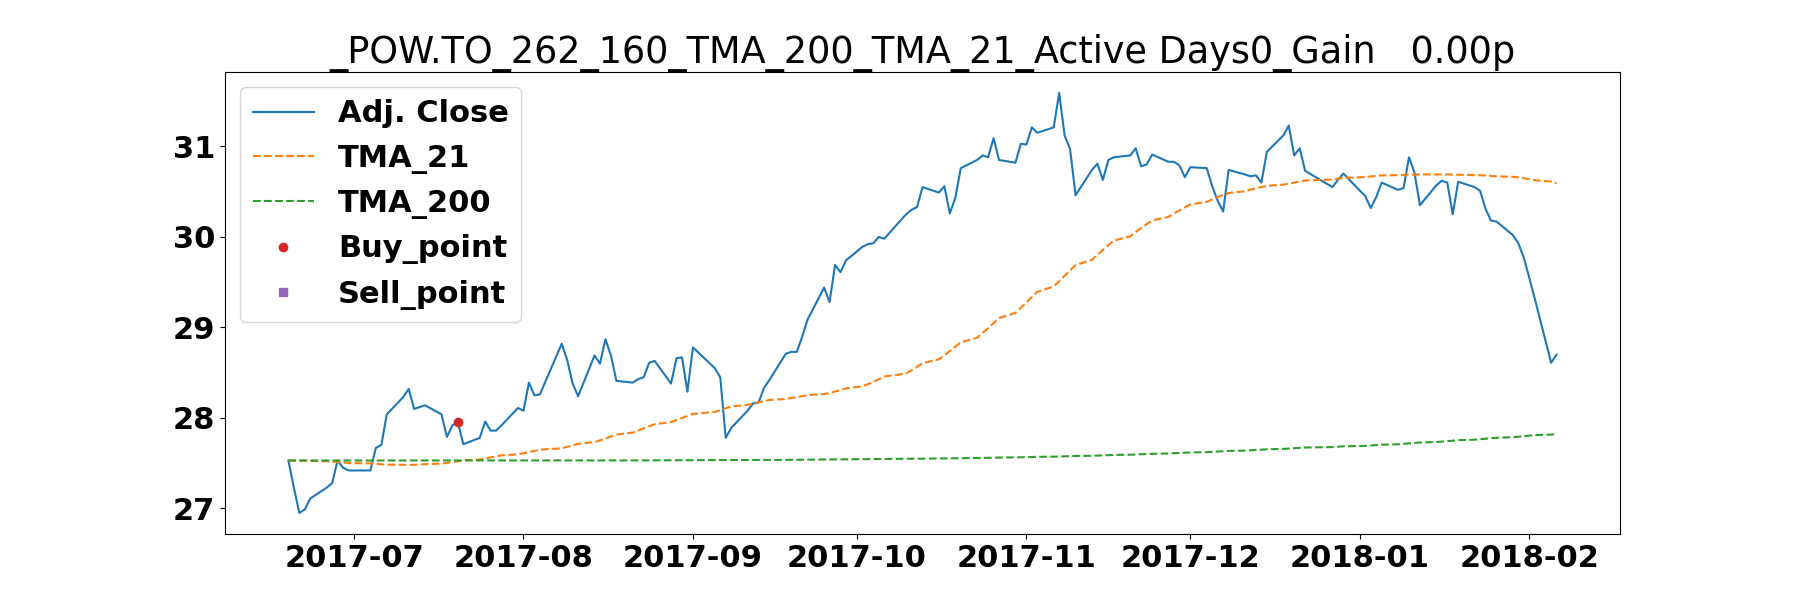 _POW.TO_262_160_TMA_200_TMA_21_Active Days0_Gain   0.00p
Adj. Close
TMA_21
TMA_200
Buy_point
Sell_point
31
30
29
28
27
2017-07 2017-08 2017-09 2017-10 2017-11 2017-12 2018-01 2018-02